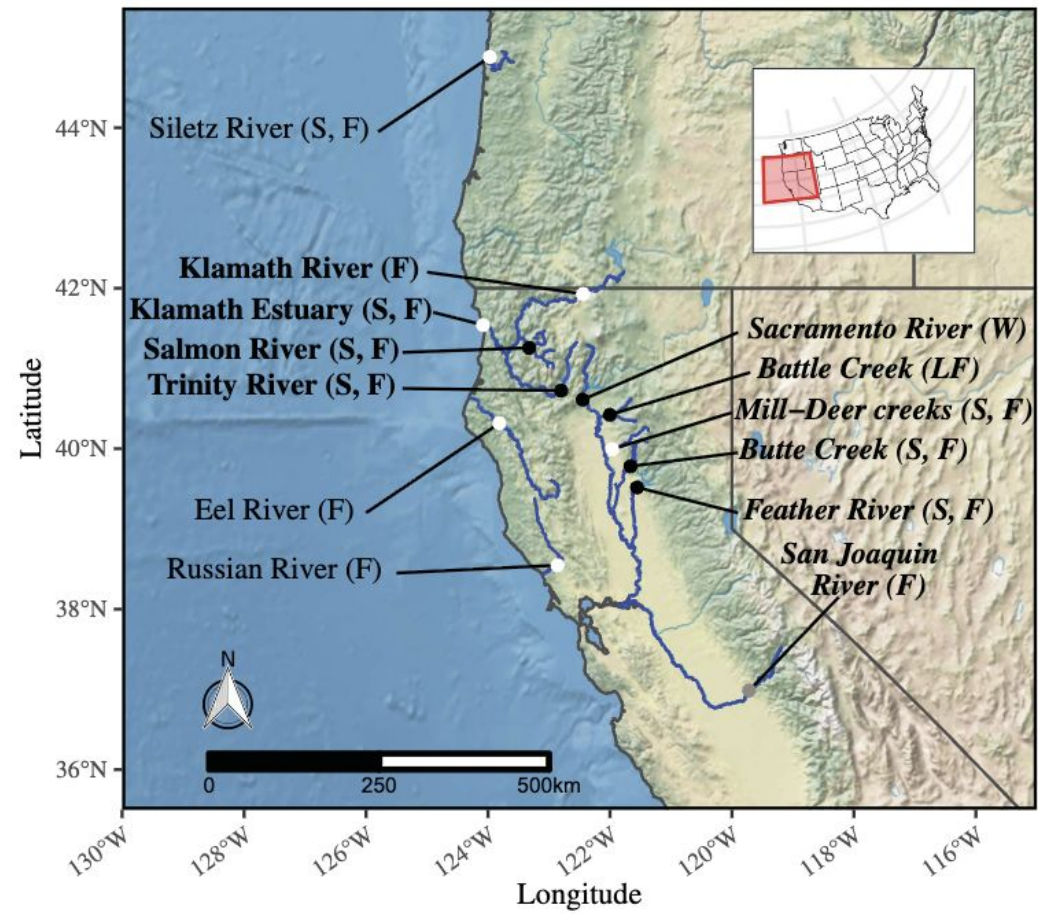 44°N
Siletz River (S, F)
42°N
Klamath River (F)
Klamath Estuary (S, F)
Salmon River (S, F)
Trinity River (S, F)
Sacramento River (W)
Battle Creek (LF)
Mill–Deer creeks (S, F)
Butte Creek (S, F)
Feather River (S, F)
San Joaquin
River (F)
Latitude
40°N
Eel River (F)
Russian River (F)
38°N
N
36°N
0 250 500km
130°W 128°W 126°W 124°W 122°W 120°W 118°W 116°W
Longitude